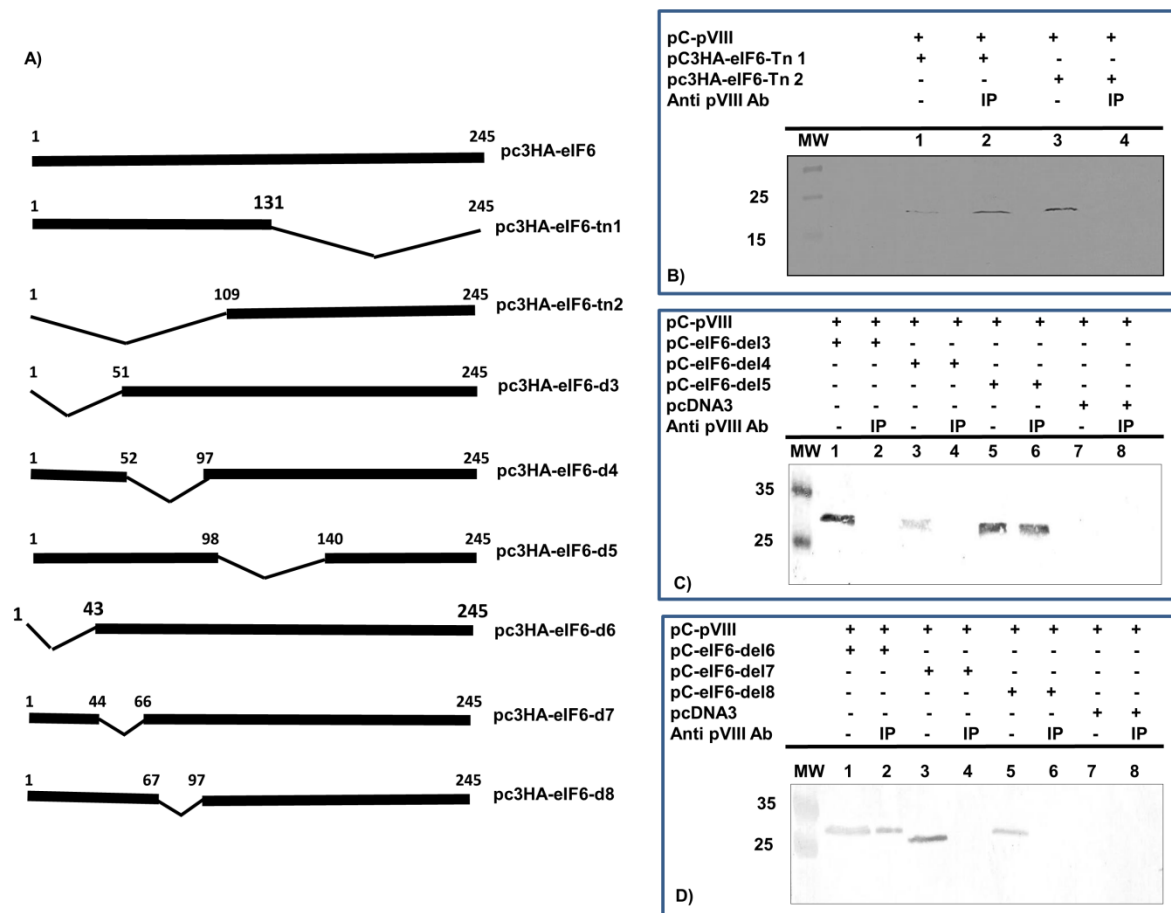 A)
1 245
pc3HA-eIF6
1 131 245
pc3HA-eIF6-tn1
1 109 245
pc3HA-eIF6-tn2
1 51 245
pc3HA-eIF6-d3
1 52 97 245
pc3HA-eIF6-d4
1 98 140 245
pc3HA-eIF6-d5
1 43 245
pc3HA-eIF6-d6
1 44 66 245
pc3HA-eIF6-d7
1 67 97 245
pc3HA-eIF6-d8
pC-pVIII + + + +
pC3HA-eIF6-Tn 1 + + - -
pc3HA-eIF6-Tn 2 - - + +
Anti pVIII Ab - IP - IP
MW 1 2 3 4
25
15
B)
pC-pVIII + + + + + + + +
pC-eIF6-del3 + + - - - - - -
pC-eIF6-del4 - - + + - - - -
pC-eIF6-del5 - - - - + + - -
pcDNA3 - - - - - - + +
Anti pVIII Ab - IP - IP - IP - IP
MW 1 2 3 4 5 6 7 8
35
25
C)
pC-pVIII + + + + + + + +
pC-eIF6-del6 + + - - - - - -
pC-eIF6-del7 - - + + - - - -
pC-eIF6-del8 - - - - + + - -
pcDNA3 - - - - - - + +
Anti pVIII Ab - IP - IP - IP - IP
MW 1 2 3 4 5 6 7 8
35
25
D)